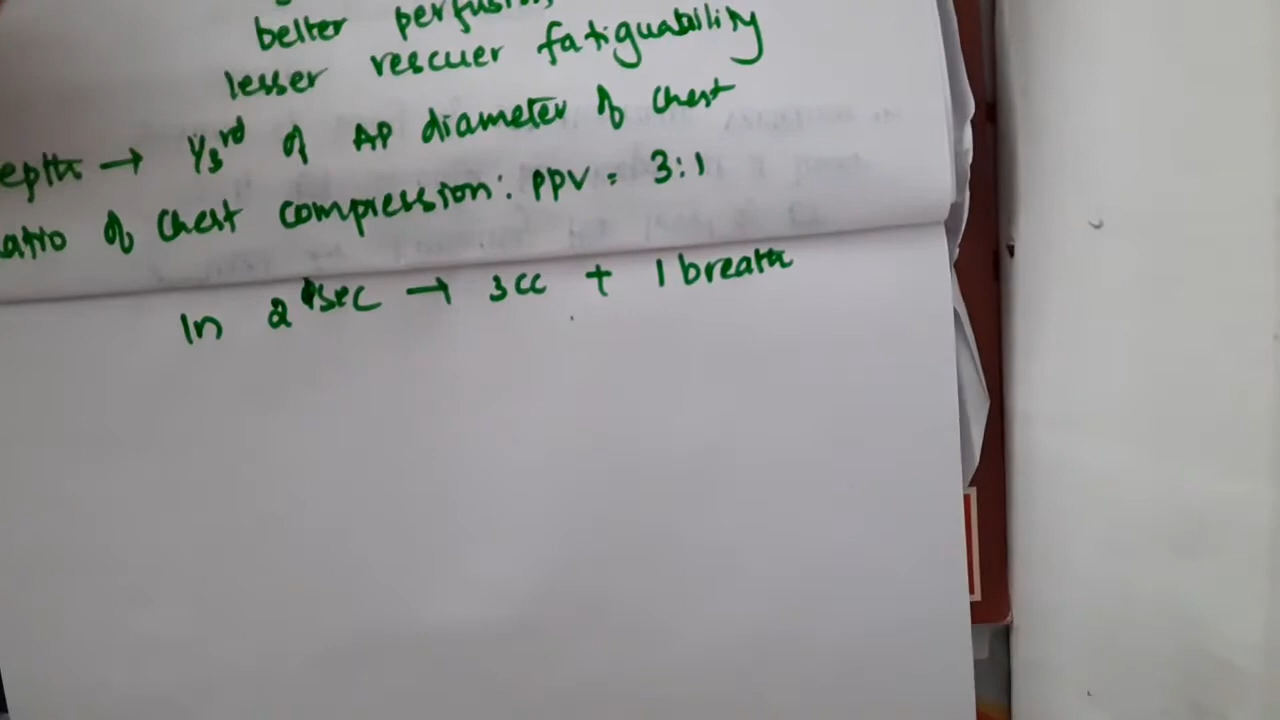 better perfusion,
lesser rescuer fatiguability
epth → 1/3rd of AP diameter of chest
atio of chest compression: PPV = 3:1
In 2 sec → 3CC + 1 breath